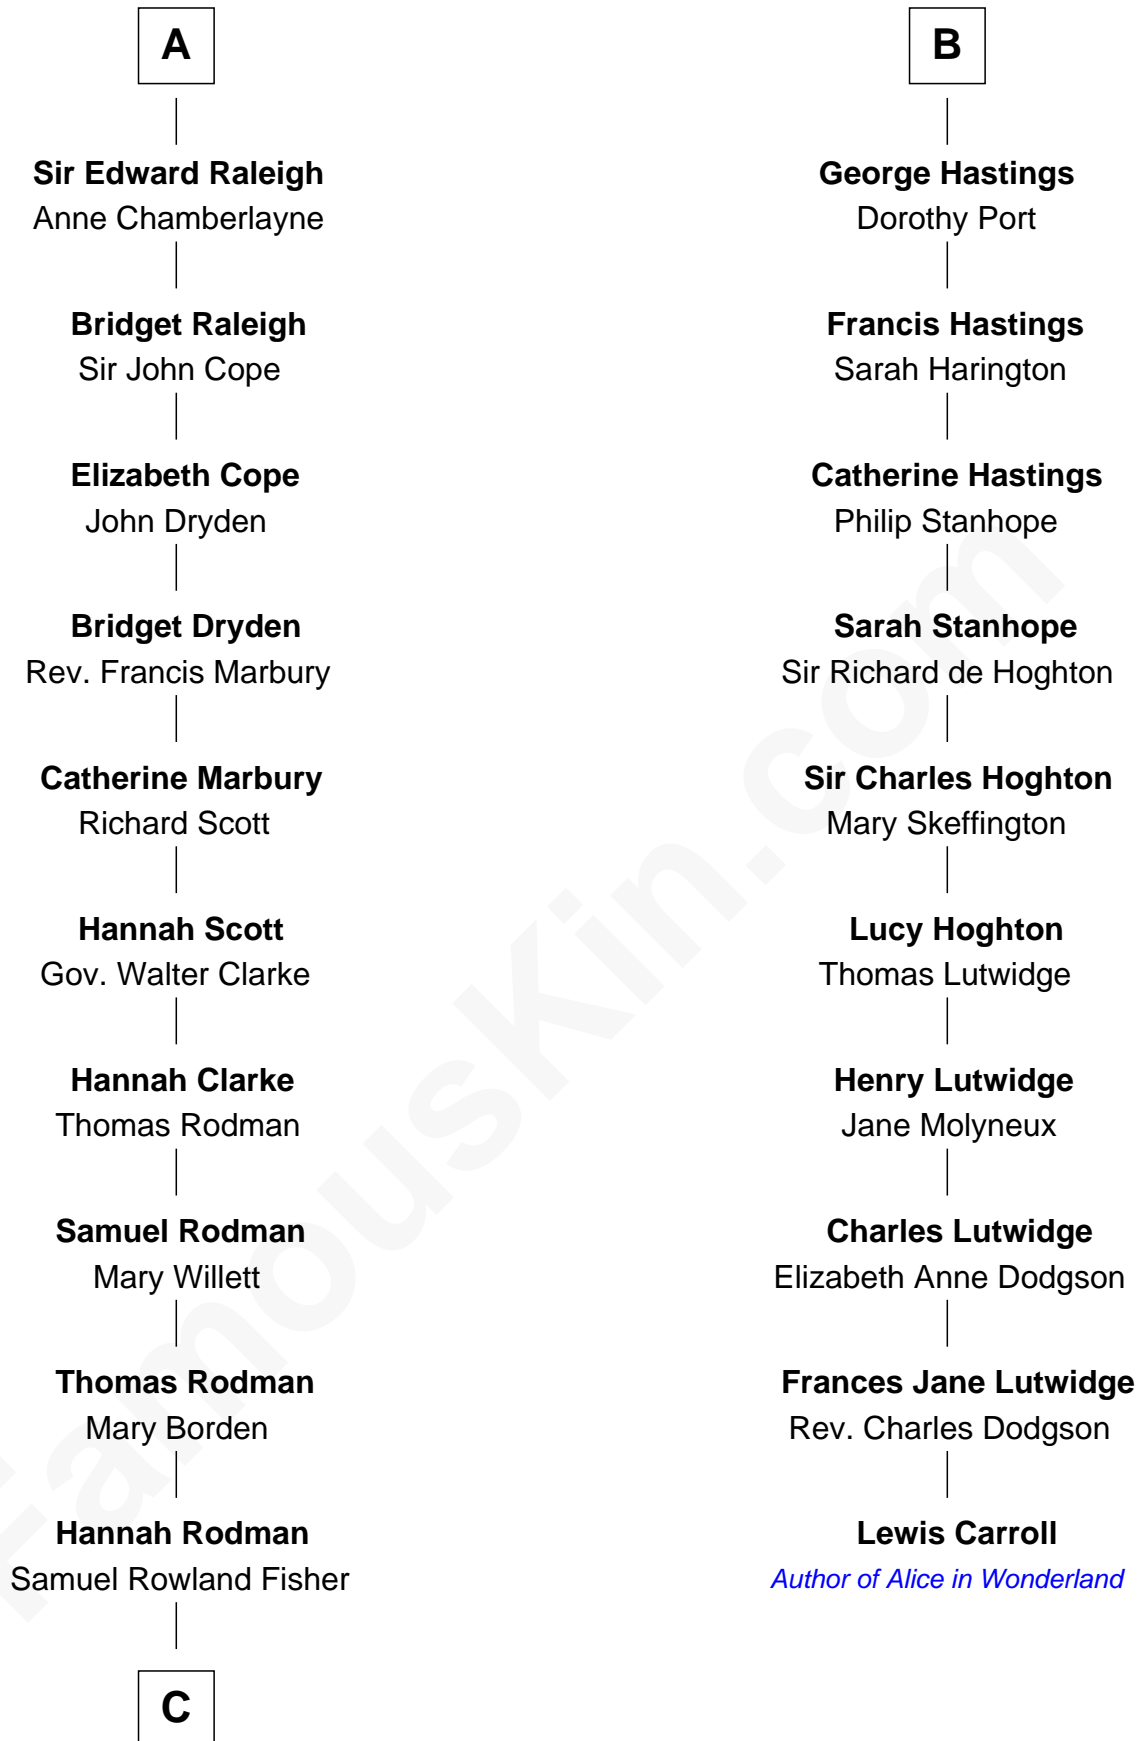 A
Sir Edward Raleigh
Anne Chamberlayne
Bridget Raleigh
Sir John Cope
Elizabeth Cope
John Dryden
Bridget Dryden
Rev. Francis Marbury
Catherine Marbury
Richard Scott
Hannah Scott
Gov. Walter Clarke
Hannah Clarke
Thomas Rodman
Samuel Rodman
Mary Willett
Thomas Rodman
Mary Borden
Hannah Rodman
Samuel Rowland Fisher
C
B
George Hastings
Dorothy Port
Francis Hastings
Sarah Harington
Catherine Hastings
Philip Stanhope
Sarah Stanhope
Sir Richard de Hoghton
Sir Charles Hoghton
Mary Skeffington
Lucy Hoghton
Thomas Lutwidge
Henry Lutwidge
Jane Molyneux
Charles Lutwidge
Elizabeth Anne Dodgson
Frances Jane Lutwidge
Rev. Charles Dodgson
Lewis Carroll
Author of Alice in Wonderland
FamousKin.com